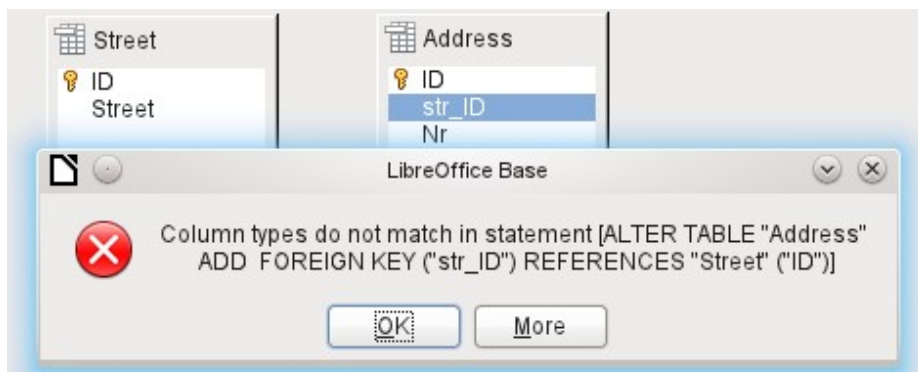 Street
Address
ID
ID
Street
str_ID
Nr
LibreOffice Base
Column types do not match in statement [ALTER TABLE "Address"
ADD  FOREIGN KEY ("str_ID") REFERENCES "Street" ("ID")]
OK
More